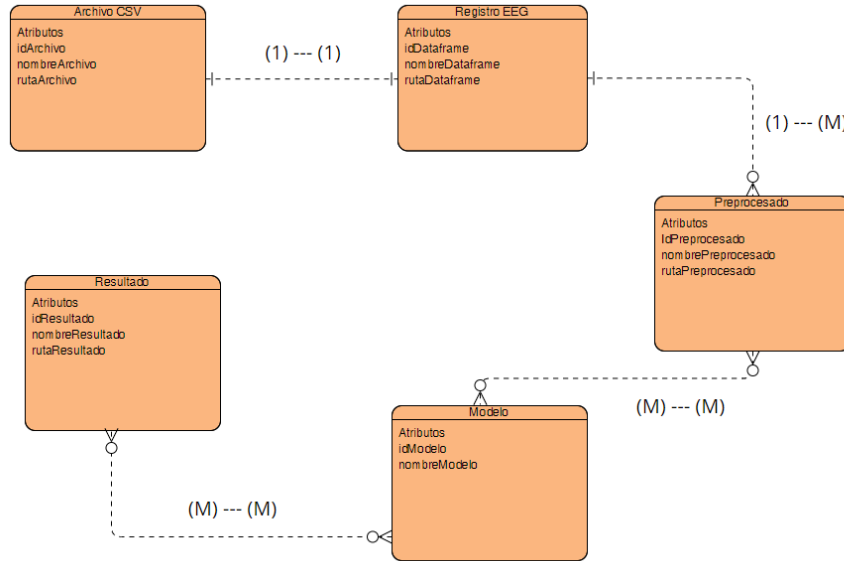 Archivo CSV
Atributos
idArchivo
nombreArchivo
rutaArchivo
(1) --- (1)
Registro EEG
Atributos
idDataframe
nombreDataframe
rutaDataframe
(1) --- (M)
Preprocesado
Atributos
IdPreprocesado
nombrePreprocesado
rutaPreprocesado
Resultado
Atributos
idResultado
nombreResultado
rutaResultado
(M) --- (M)
Modelo
Atributos
idModelo
nombreModelo
(M) --- (M)